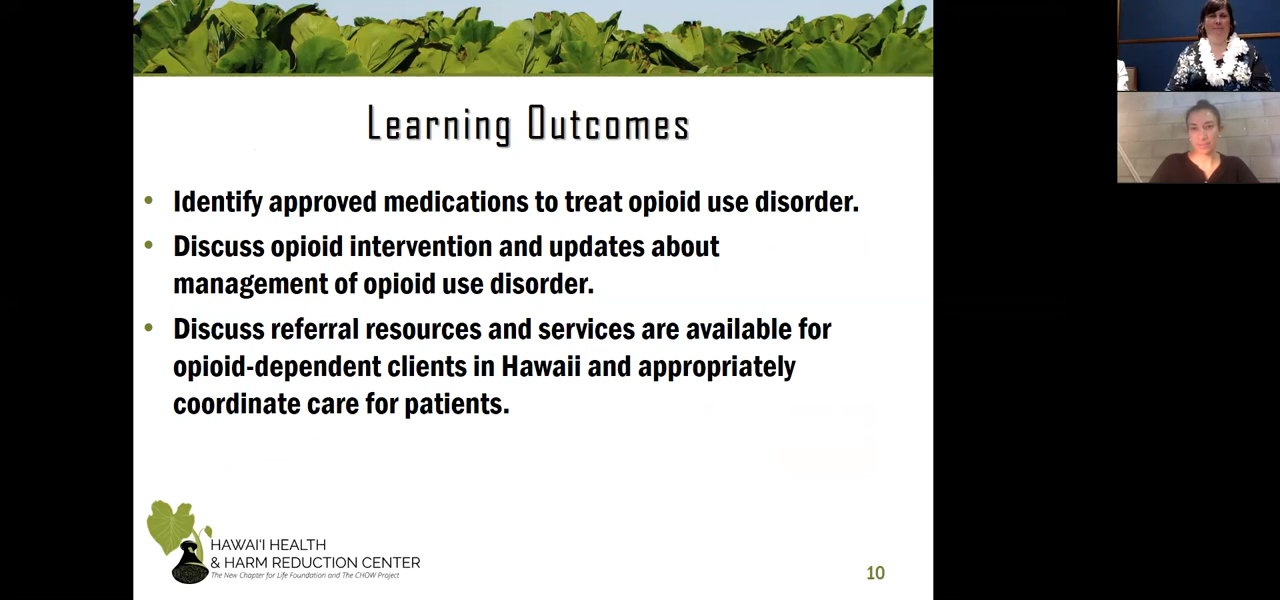 Learning Outcomes
• Identify approved medications to treat opioid use disorder.
• Discuss opioid intervention and updates about
management of opioid use disorder.
• Discuss referral resources and services are available for
opioid-dependent clients in Hawaii and appropriately
coordinate care for patients.
HAWAI'I HEALTH
& HARM REDUCTION CENTER
The New Chapter for Life Foundation and The CHOW Project
10